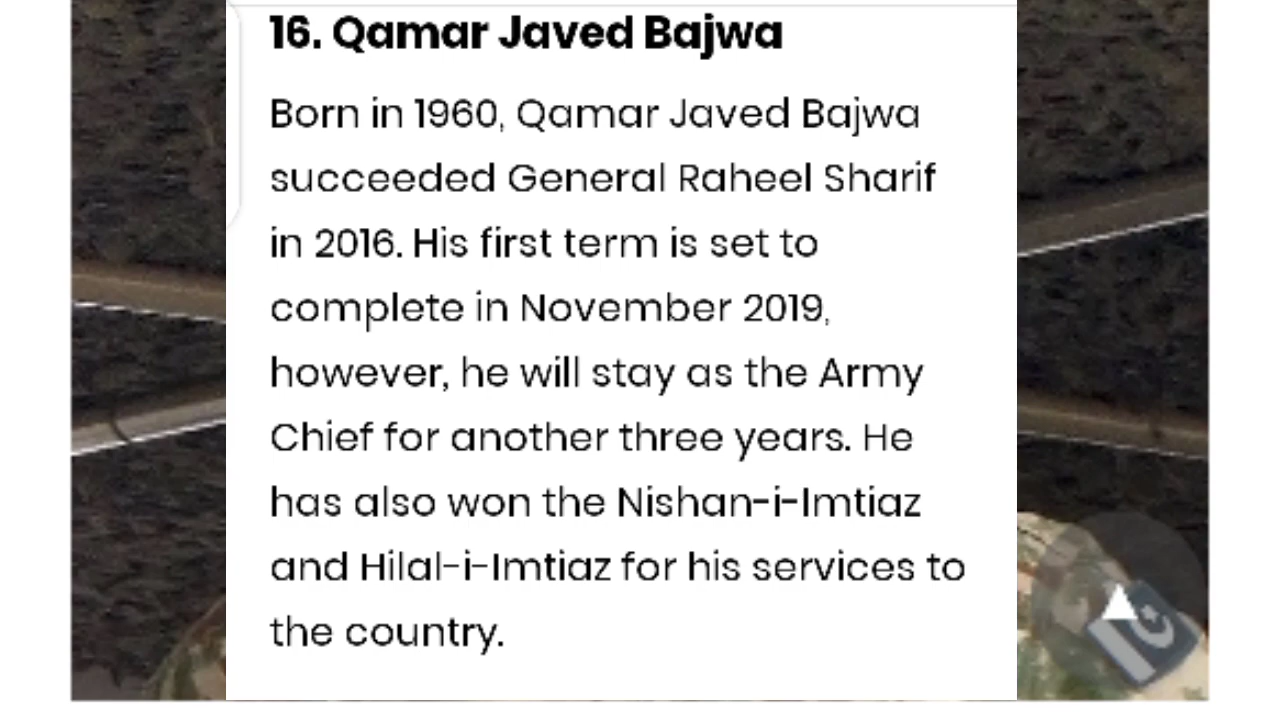 16. Qamar Javed Bajwa
Born in 1960, Qamar Javed Bajwa
succeeded General Raheel Sharif
in 2016. His first term is set to
complete in November 2019,
however, he will stay as the Army
Chief for another three years. He
has also won the Nishan-i-Imtiaz
and Hilal-i-Imtiaz for his services to
the country.